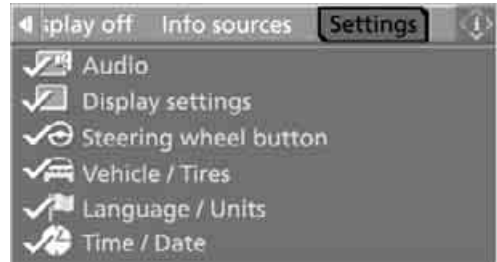 splay off Info sources Settings
Audio
Display settings
Steering wheel button
Vehicle / Tires
Language / Units
Time / Date